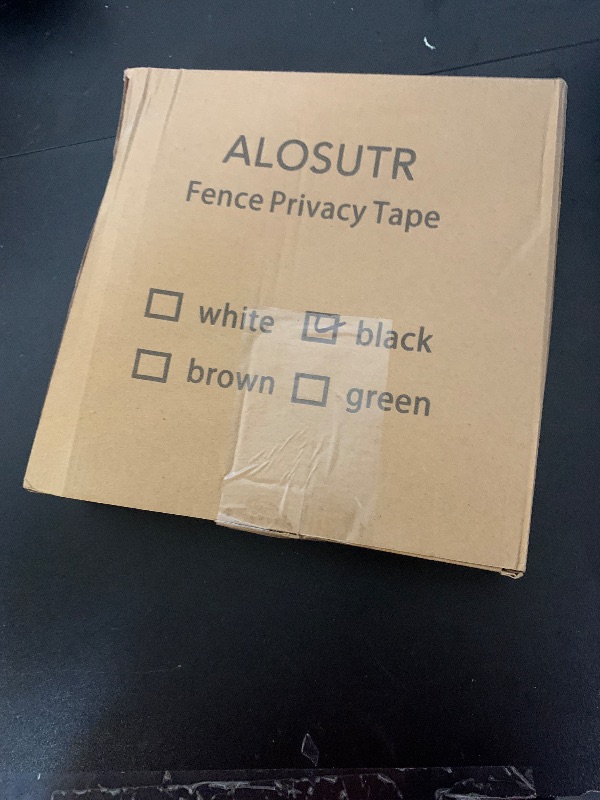 ALOSUTR
Fence Privacy Tape
white black
brown green